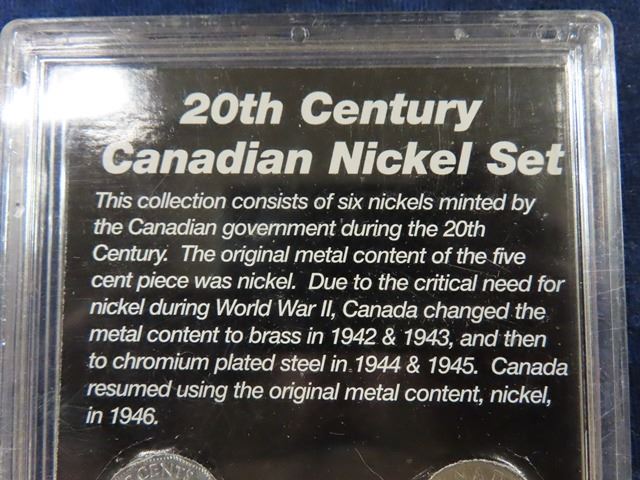 20th Century
Canadian Nickel Set
This collection consists of six nickels minted by
the Canadian government during the 20th
Century. The original metal content of the five
cent piece was nickel. Due to the critical need for
nickel during World War II, Canada changed the
metal content to brass in 1942 & 1943, and then
to chromium plated steel in 1944 & 1945. Canada
resumed using the original metal content, nickel,
in 1946.
CENTS